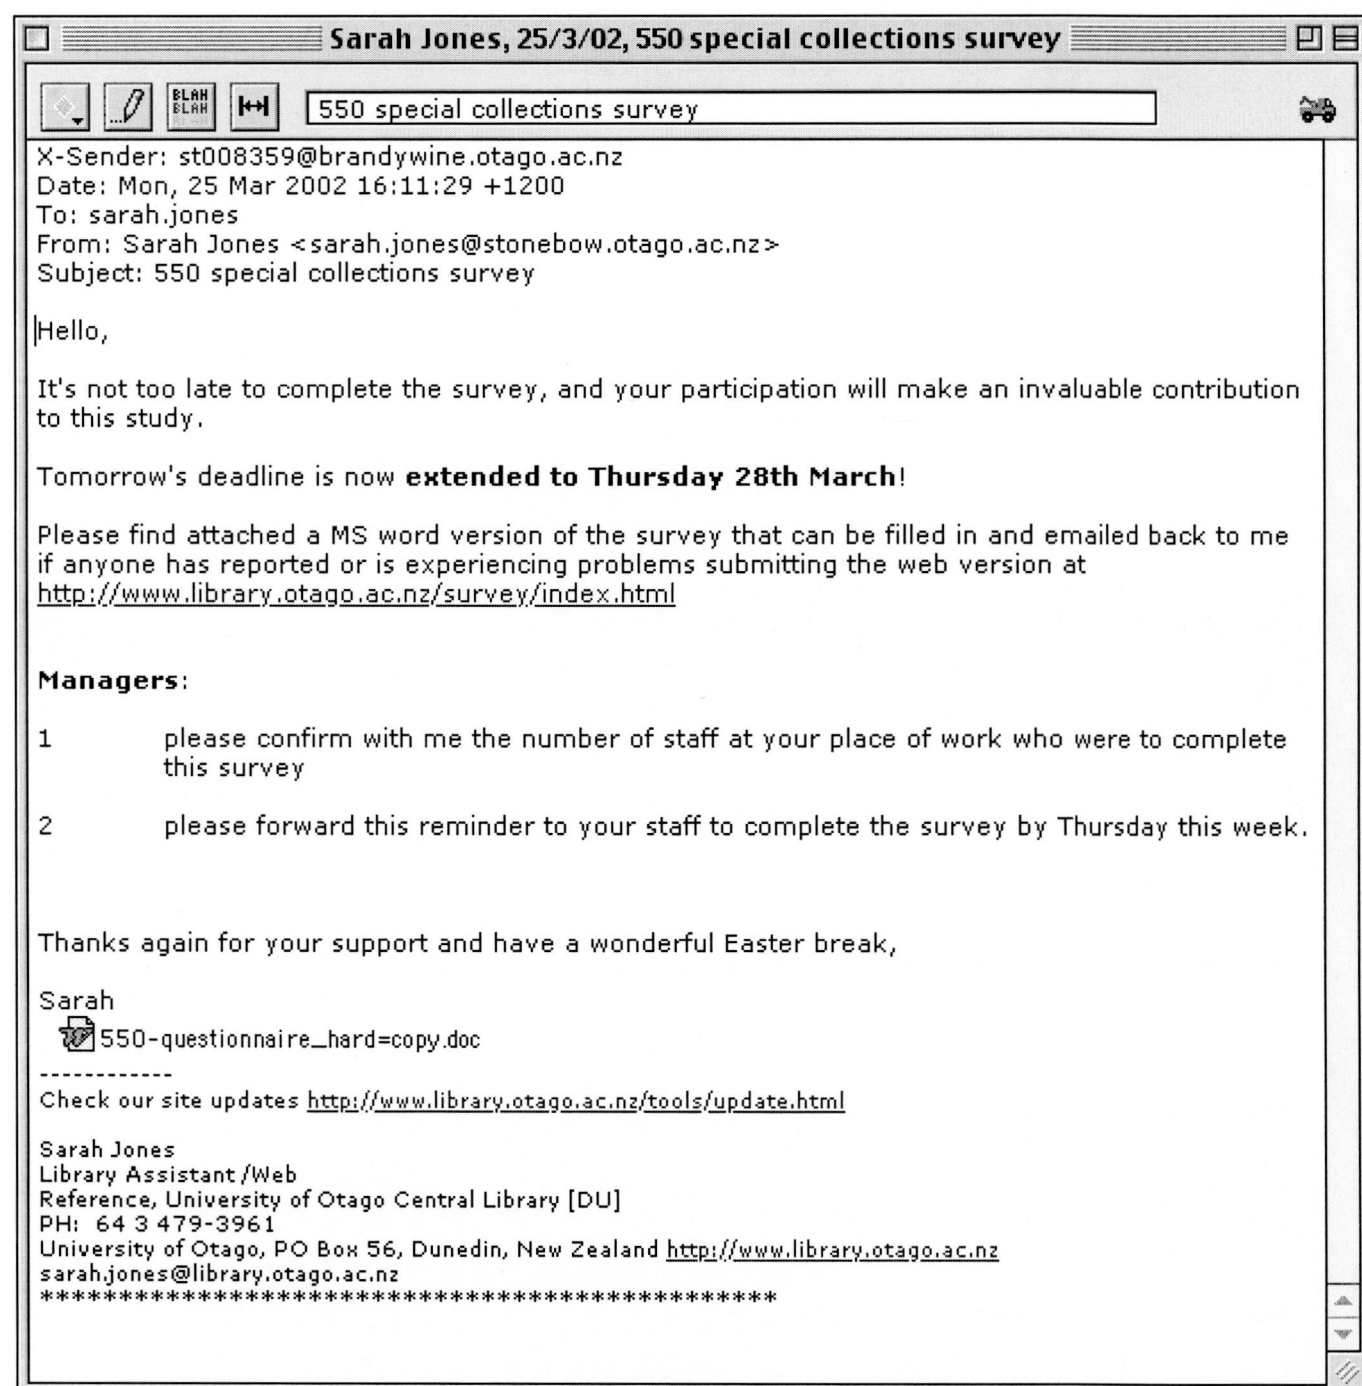 Sarah Jones, 25/3/02, 550 special collections survey
BLAH
BLAH
550 special collections survey
X-Sender: st008359@brandywine.otago.ac.nz
Date: Mon, 25 Mar 2002 16:11:29 +1200
To: sarah.jones
From: Sarah Jones <sarah.jones@stonebow.otago.ac.nz>
Subject: 550 special collections survey
Hello,
It's not too late to complete the survey, and your participation will make an invaluable contribution
to this study.
Tomorrow's deadline is now extended to Thursday 28th March!
Please find attached a MS word version of the survey that can be filled in and emailed back to me
if anyone has reported or is experiencing problems submitting the web version at
http://www.library.otago.ac.nz/survey/index.html
Managers:
1 please confirm with me the number of staff at your place of work who were to complete
this survey
2 please forward this reminder to your staff to complete the survey by Thursday this week.
Thanks again for your support and have a wonderful Easter break,
Sarah
550-questionnaire_hard=copy.doc
------------
Check our site updates http://www.library.otago.ac.nz/tools/update.html
Sarah Jones
Library Assistant /Web
Reference, University of Otago Central Library [DU]
PH: 64 3 479-3961
University of Otago, PO Box 56, Dunedin, New Zealand http://www.library.otago.ac.nz
sarah.jones@library.otago.ac.nz
***********************************************